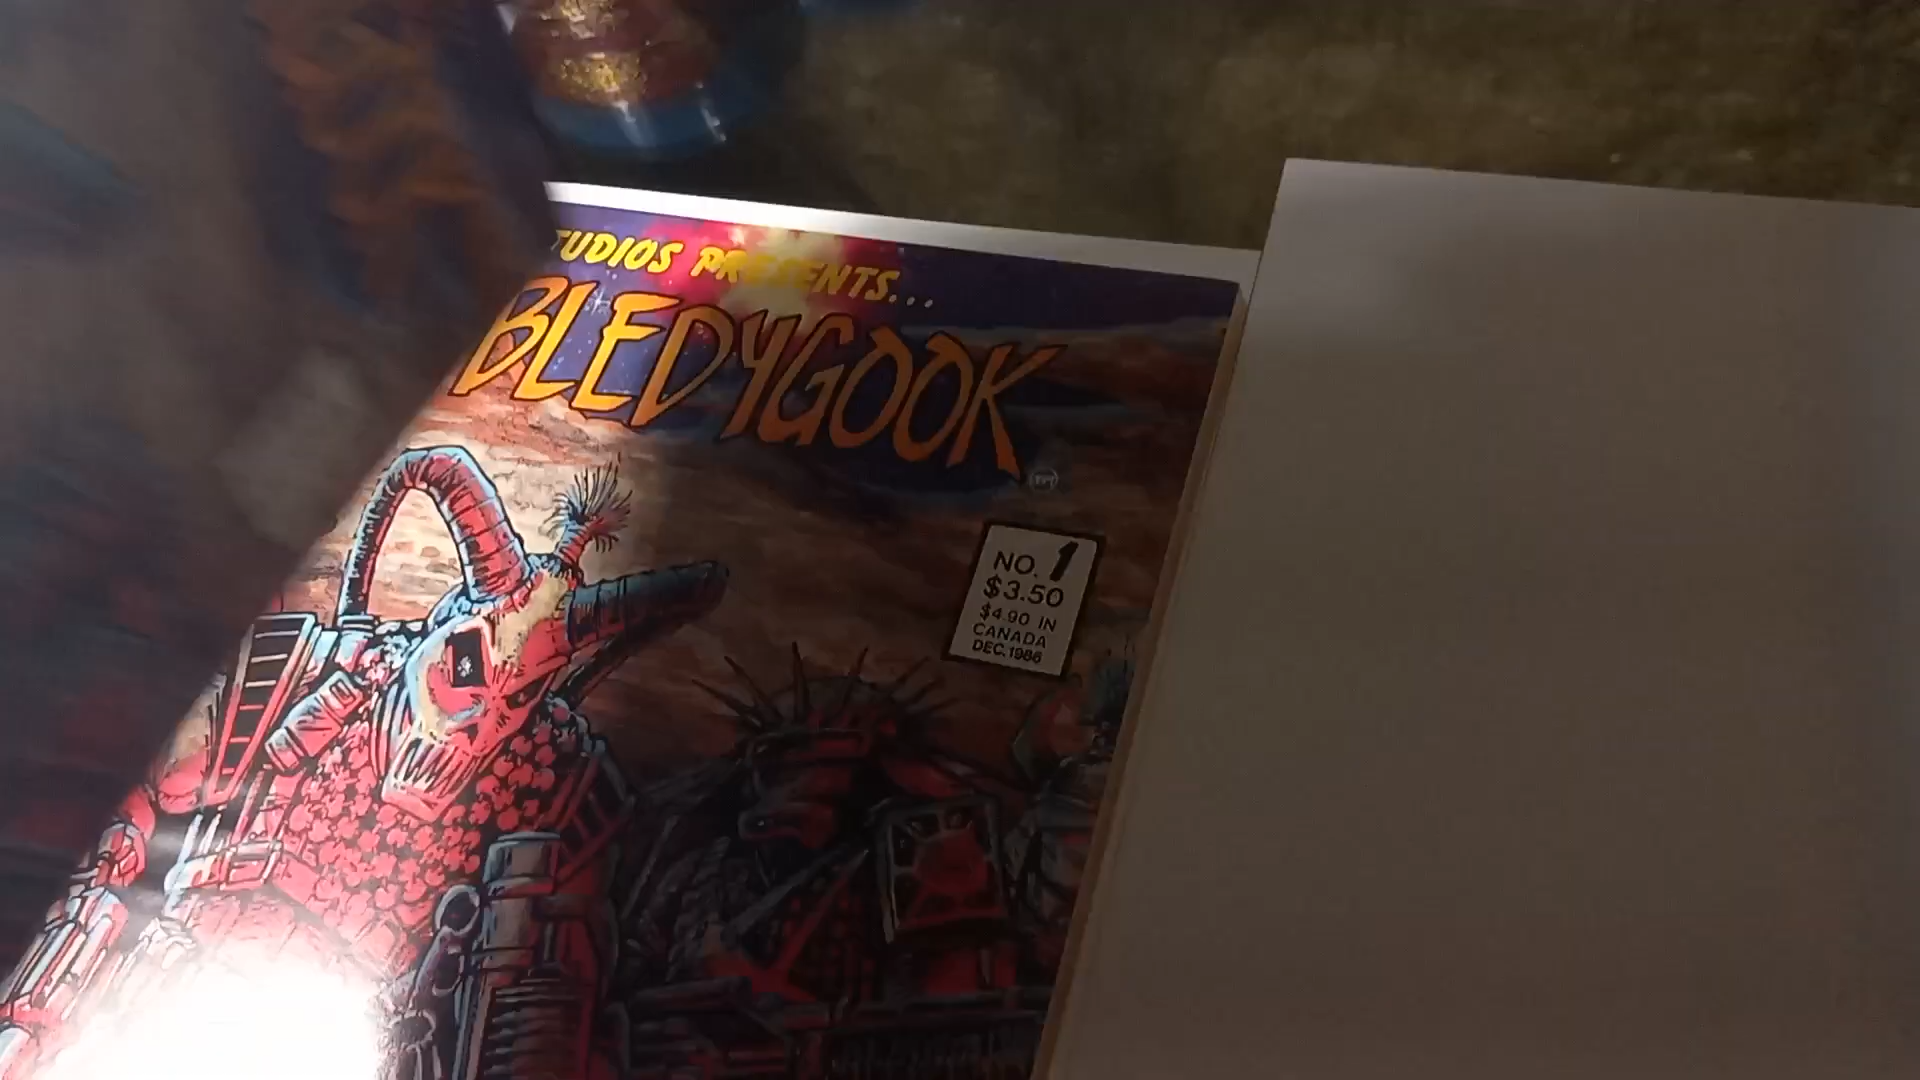 TUDIOS PRESENTS...
BLEDYGOOK
NO. 1
$3.50
$4.90 IN
CANADA
DEC. 1986